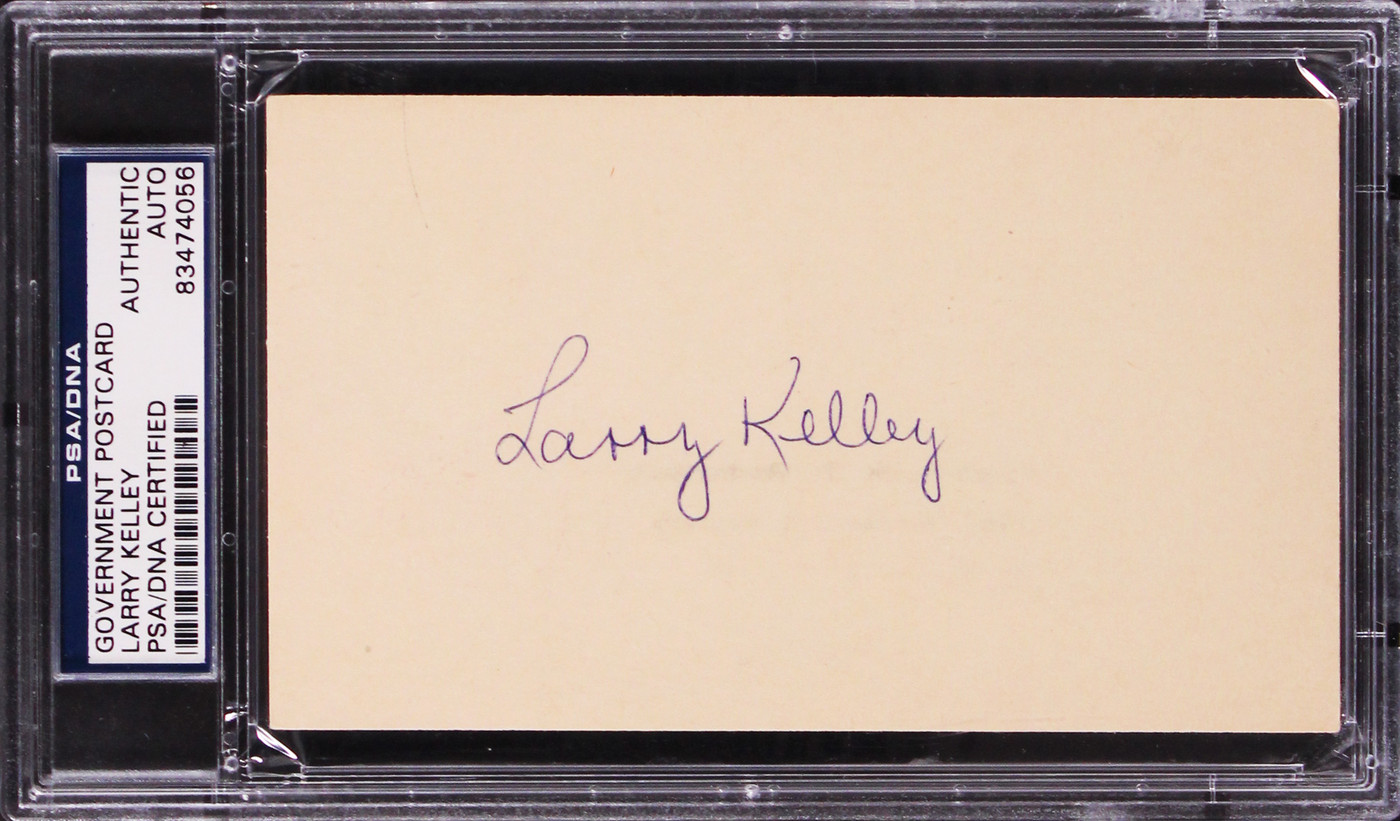 PSA/DNA
GOVERNMENT POSTCARD
LARRY KELLEY AUTHENTIC
PSA/DNA CERTIFIED AUTO
83474056
Larry Kelley